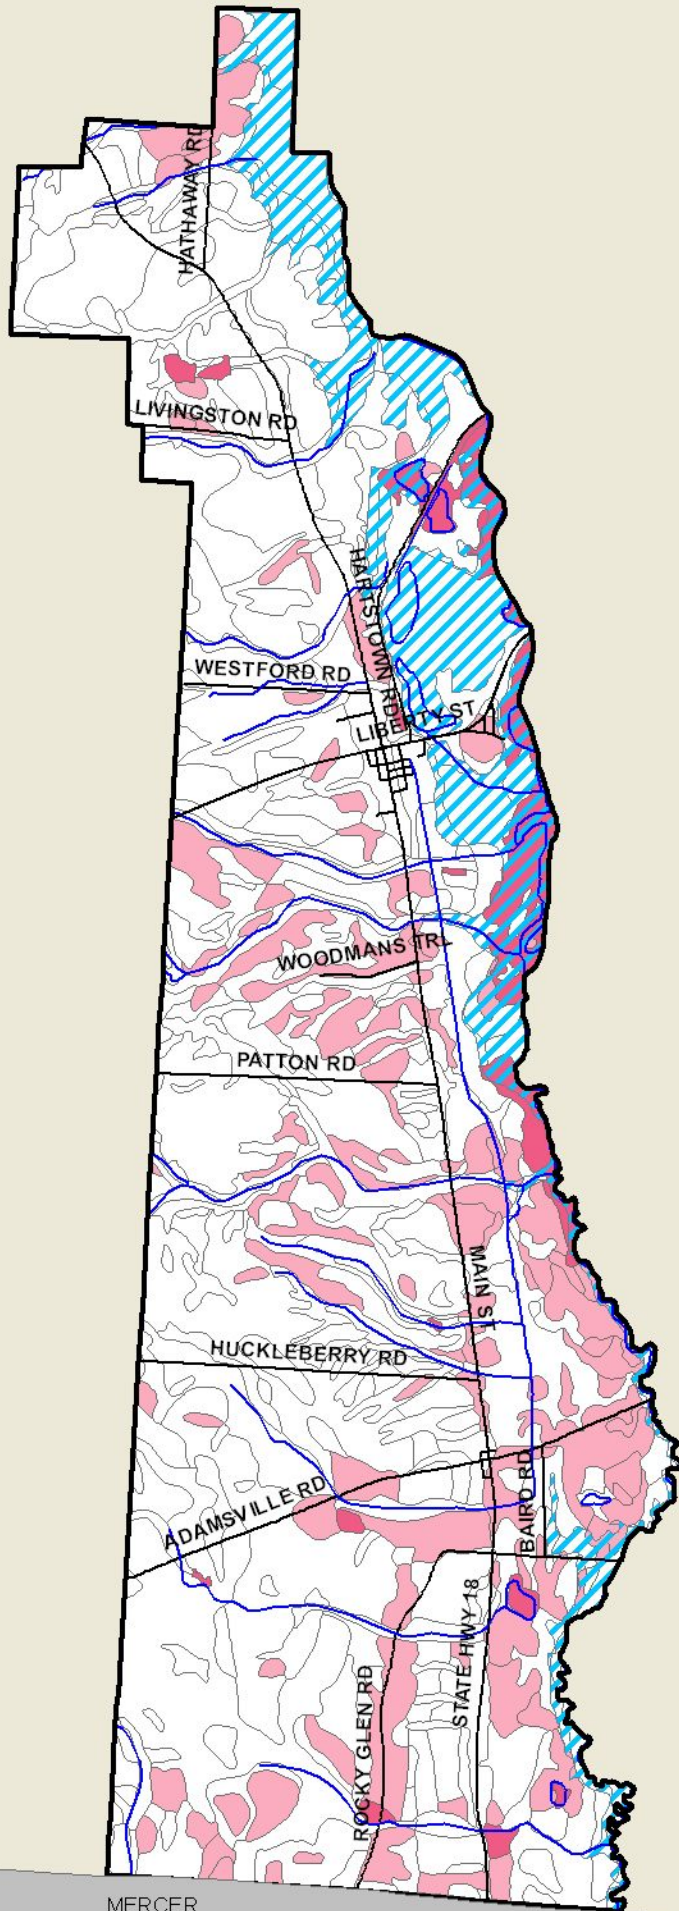 HATHAWAY RD
LIVINGSTON RD
HARTSTOWN RD
WESTFORD RD
LIBERTY ST
WOODMANS TRL
PATTON RD
MAIN ST
HUCKLEBERRY RD
ADAMSVILLE RD
BAIRD RD
STATE HWY 18
ROCKY GLEN RD
MERCER